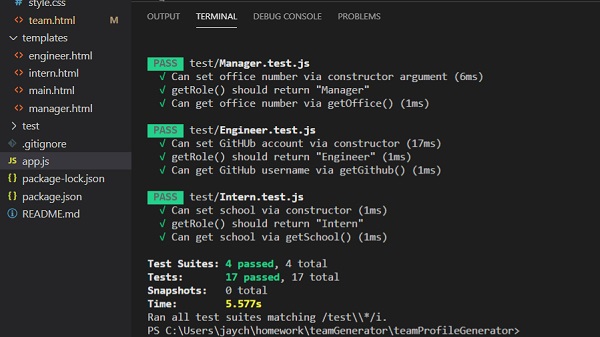 style.css
team.html M
templates
engineer.html
intern.html
main.html
manager.html
test
.gitignore
JS app.js
package-lock.json
package.json
README.md
OUTPUT TERMINAL DEBUG CONSOLE PROBLEMS
PASS test/Manager.test.js
√ Can set office number via constructor argument (6ms)
√ getRole() should return "Manager"
√ Can get office number via getOffice() (1ms)
PASS test/Engineer.test.js
√ Can set GitHUb account via constructor (17ms)
√ getRole() should return "Engineer" (1ms)
√ Can get GitHub username via getGithub() (1ms)
PASS test/Intern.test.js
√ Can set school via constructor (1ms)
√ getRole() should return "Intern"
√ Can get school via getSchool() (1ms)
Test Suites: 4 passed, 4 total
Tests: 17 passed, 17 total
Snapshots: 0 total
Time: 5.577s
Ran all test suites matching /test\\*/i.
PS C:\Users\jaych\homework\teamGenerator\teamProfileGenerator>